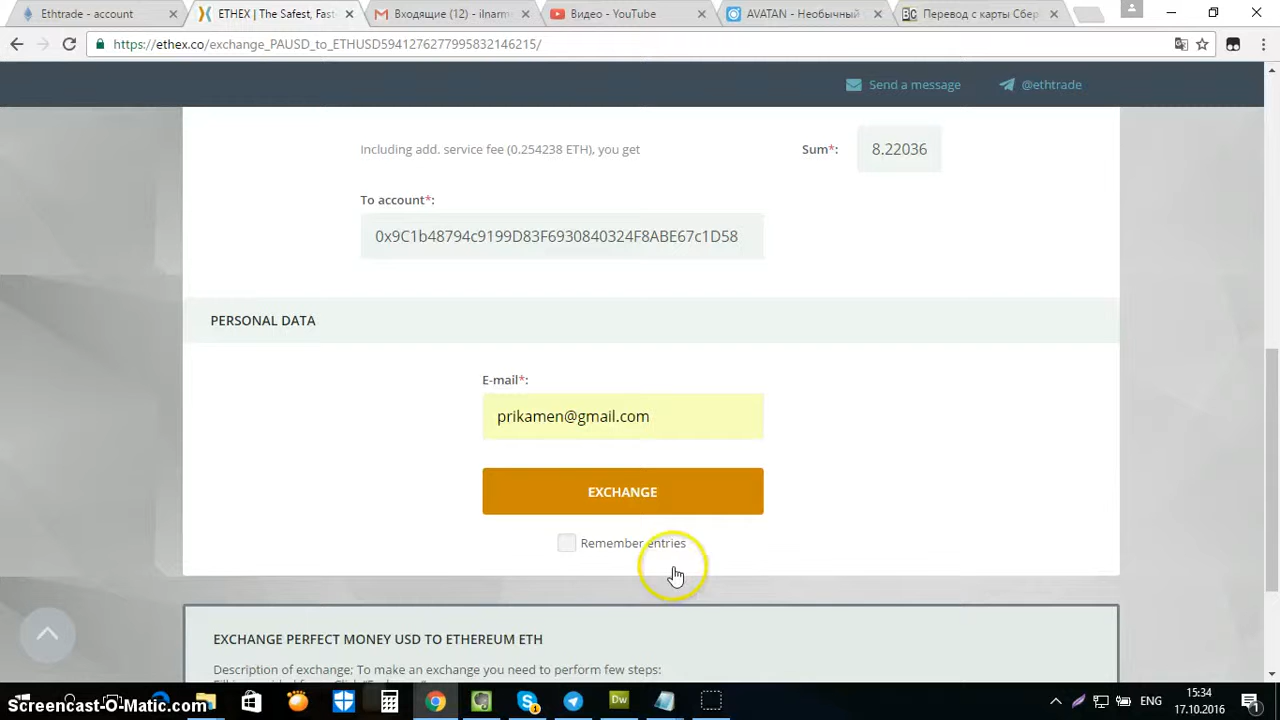 Ethtrade - account
ETHEX | The Safest, Fast
Входящие (12) - ilnarm
Видео - YouTube
AVATAN - Необычный
Перевод с карты Сбер
https://ethex.co/exchange_PAUSD_to_ETHUSD5941276277995832146215/
Send a message
@ethtrade
Including add. service fee (0.254238 ETH), you get
Sum*:
8.22036
To account*:
0x9C1b48794c9199D83F6930840324F8ABE67c1D58
PERSONAL DATA
E-mail*:
prikamen@gmail.com
EXCHANGE
Remember entries
EXCHANGE PERFECT MONEY USD TO ETHEREUM ETH
Description of exchange; To make an exchange you need to perform few steps:
Screencast-O-Matic.com
ENG
15:34
17.10.2016